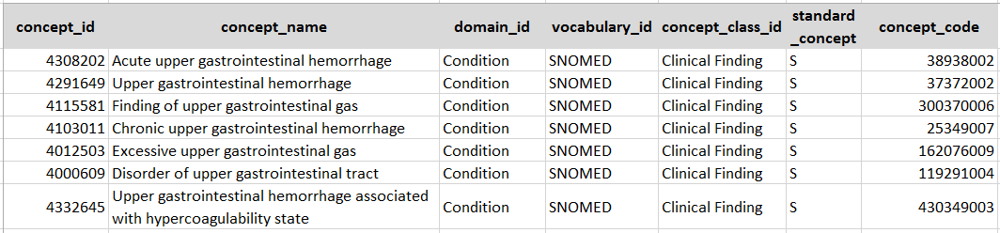 concept_id concept_name domain_id vocabulary_id concept_class_id standard _concept concept_code
4308202 Acute upper gastrointestinal hemorrhage Condition SNOMED Clinical Finding S 38938002
4291649 Upper gastrointestinal hemorrhage Condition SNOMED Clinical Finding S 37372002
4115581 Finding of upper gastrointestinal gas Condition SNOMED Clinical Finding S 300370006
4103011 Chronic upper gastrointestinal hemorrhage Condition SNOMED Clinical Finding S 25349007
4012503 Excessive upper gastrointestinal gas Condition SNOMED Clinical Finding S 162076009
4000609 Disorder of upper gastrointestinal tract Condition SNOMED Clinical Finding S 119291004
4332645 Upper gastrointestinal hemorrhage associated with hypercoagulability state Condition SNOMED Clinical Finding S 430349003